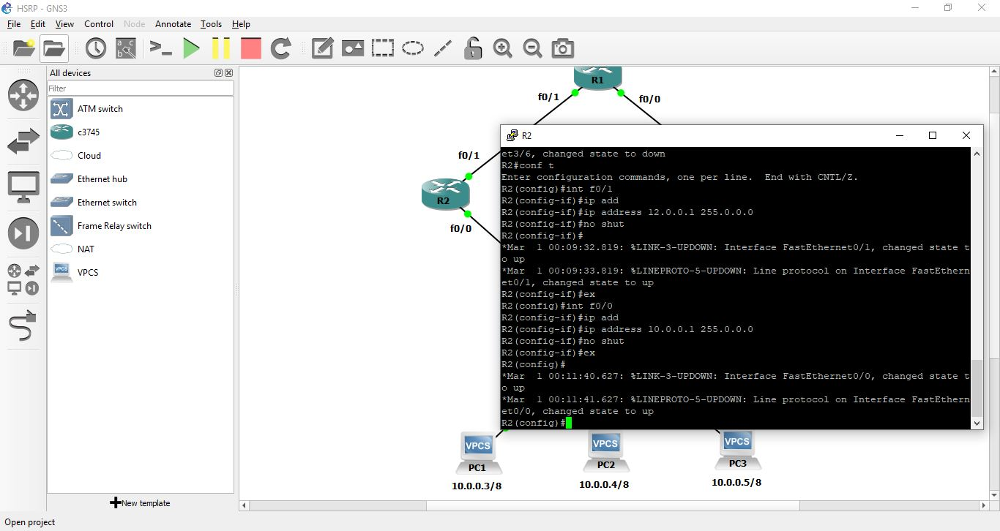 HSRP - GNS3
File Edit View Control Node Annotate Tools Help
All devices
Filter
ATM switch
c3745
Cloud
Ethernet hub
Ethernet switch
Frame Relay switch
NAT
VPCS
VPCS
New template
Open project
R1
f0/1
f0/0
f0/1
R2
f0/0
R2
et3/6, changed state to down
R2#conf t
Enter configuration commands, one per line.  End with CNTL/Z.
R2(config)#int f0/1
R2(config-if)#ip add
R2(config-if)#ip address 12.0.0.1 255.0.0.0
R2(config-if)#no shut
R2(config-if)#
*Mar  1 00:09:32.819: %LINK-3-UPDOWN: Interface FastEthernet0/1, changed state t
o up
*Mar  1 00:09:33.819: %LINEPROTO-5-UPDOWN: Line protocol on Interface FastEthern
et0/1, changed state to up
R2(config-if)#ex
R2(config)#int f0/0
R2(config-if)#ip add
R2(config-if)#ip address 10.0.0.1 255.0.0.0
R2(config-if)#no shut
R2(config-if)#ex
R2(config)#
*Mar  1 00:11:40.627: %LINK-3-UPDOWN: Interface FastEthernet0/0, changed state t
o up
*Mar  1 00:11:41.627: %LINEPROTO-5-UPDOWN: Line protocol on Interface FastEthern
et0/0, changed state to up
R2(config)#
VPCS VPCS VPCS
PC1 PC2 PC3
10.0.0.3/8 10.0.0.4/8 10.0.0.5/8